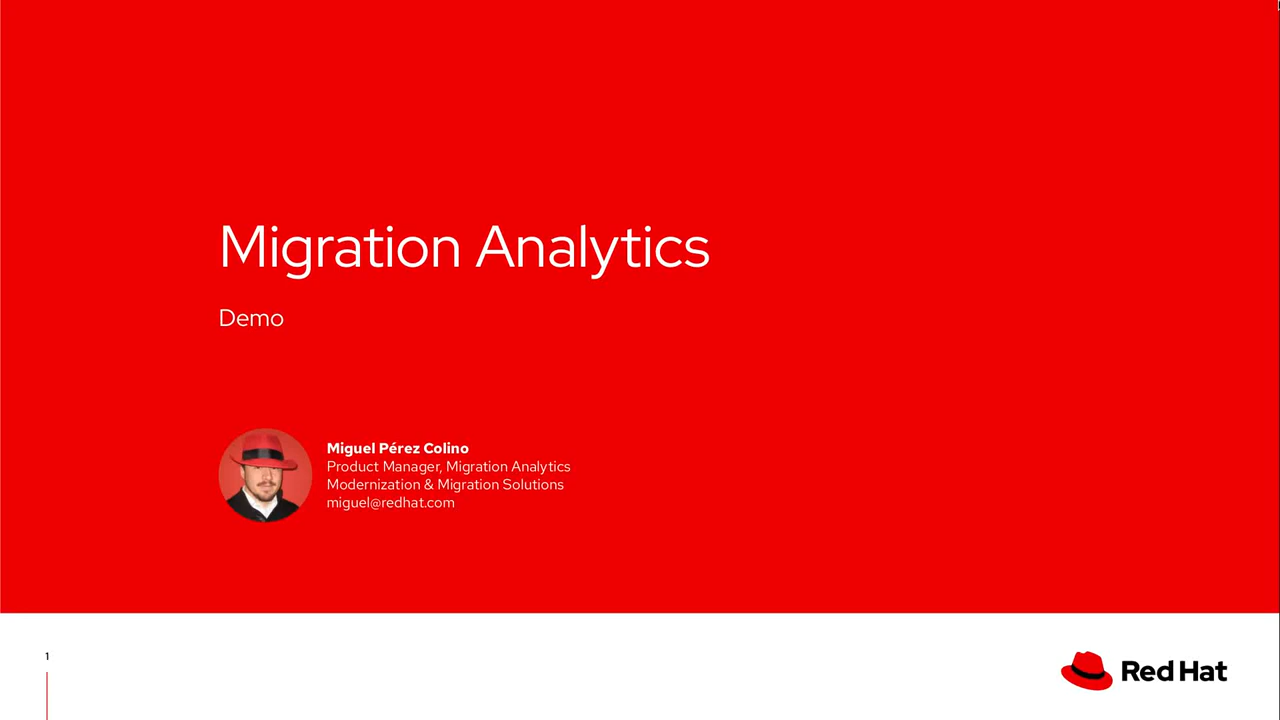 Migration Analytics
Demo
Miguel Pérez Colino
Product Manager, Migration Analytics
Modernization & Migration Solutions
miguel@redhat.com
1
Red Hat